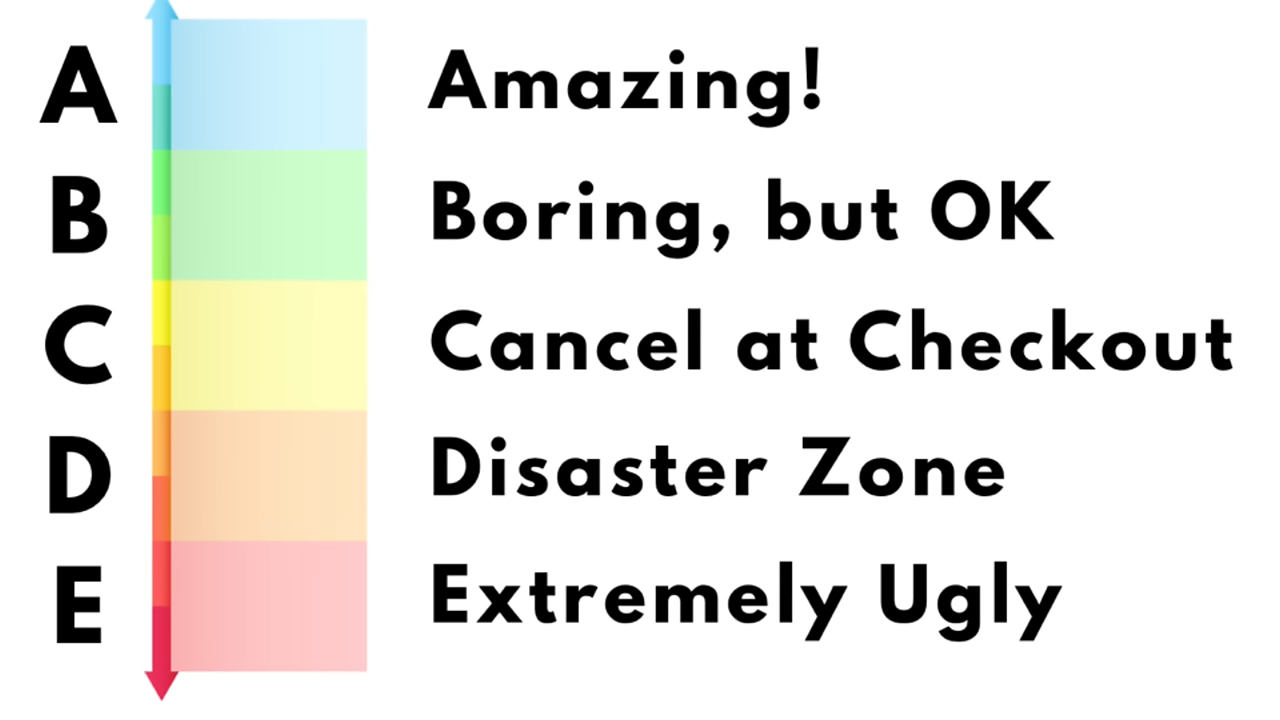 A Amazing!
B Boring, but OK
C Cancel at Checkout
D Disaster Zone
E Extremely Ugly